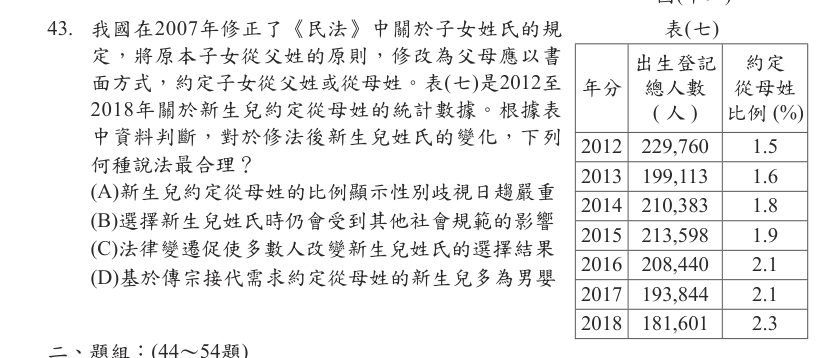 43. 我國在2007年修正了《民法》中關於子女姓氏的規
定，將原本子女從父姓的原則，修改為父母應以書
面方式，約定子女從父姓或從母姓。表(七)是2012至
2018年關於新生兒約定從母姓的統計數據。根據表
中資料判斷，對於修法後新生兒姓氏的變化，下列
何種說法最合理？
(A)新生兒約定從母姓的比例顯示性別歧視日趨嚴重
(B)選擇新生兒姓氏時仍會受到其他社會規範的影響
(C)法律變遷促使多數人改變新生兒姓氏的選擇結果
(D)基於傳宗接代需求約定從母姓的新生兒多為男嬰
表(七)
年分 出生登記總人數(人) 約定從母姓比例(%)
2012 229,760 1.5
2013 199,113 1.6
2014 210,383 1.8
2015 213,598 1.9
2016 208,440 2.1
2017 193,844 2.1
2018 181,601 2.3
二、題組：(44～54題)